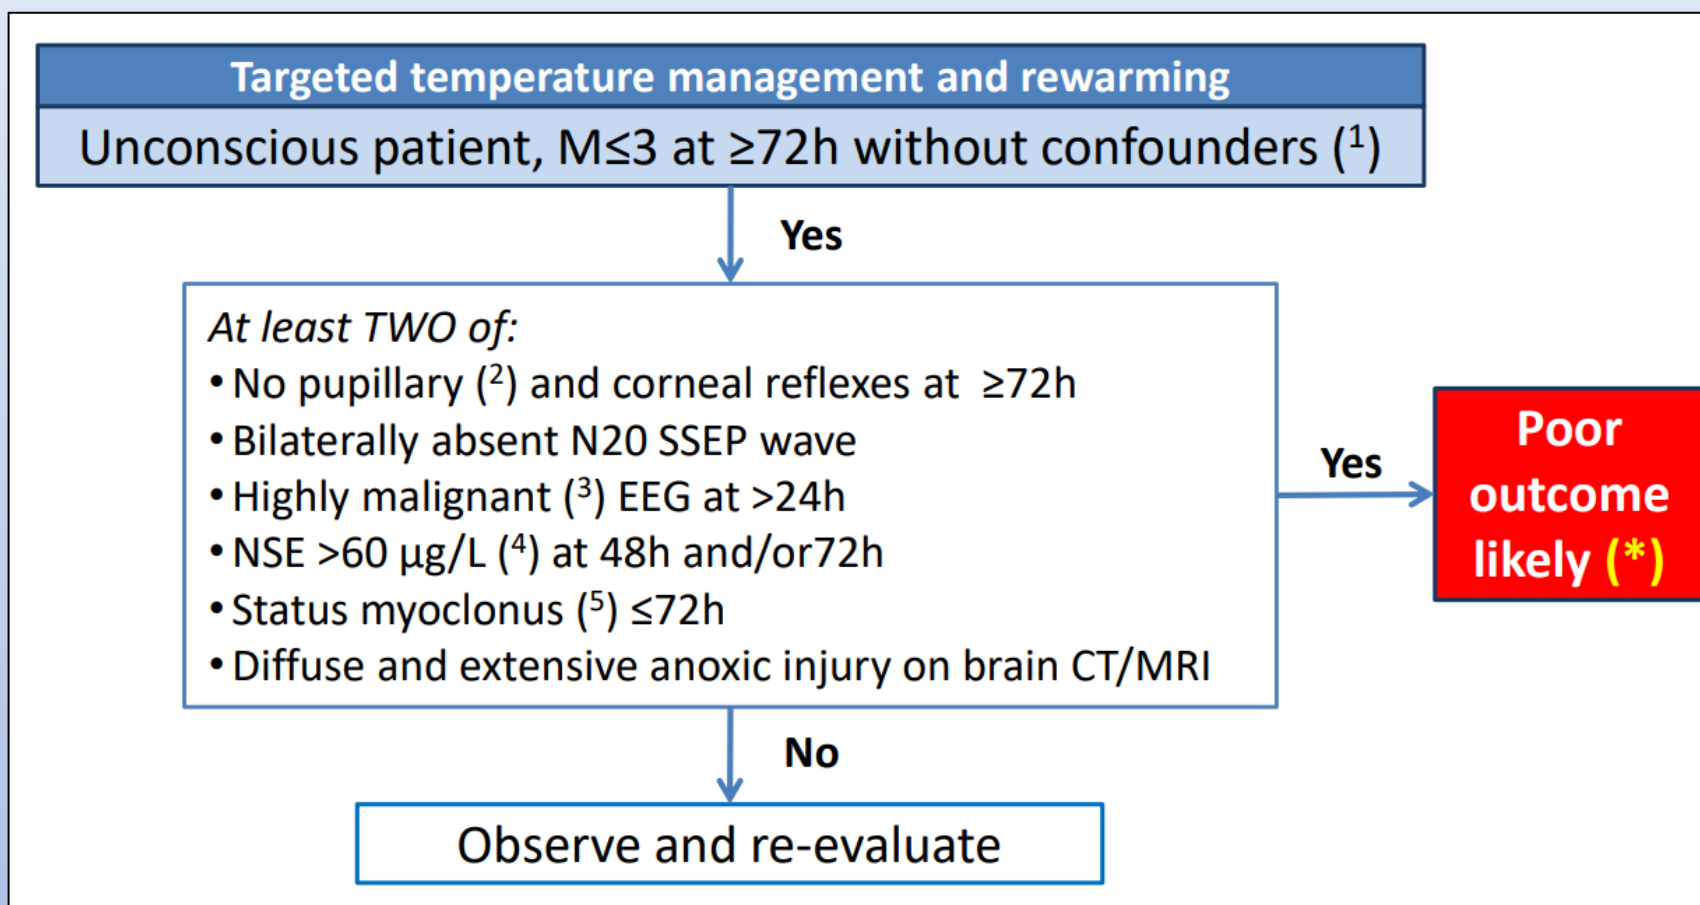 Targeted temperature management and rewarming
Unconscious patient, M≤3 at ≥72h without confounders (¹)
Yes
At least TWO of:
• No pupillary (²) and corneal reflexes at ≥72h
• Bilaterally absent N20 SSEP wave
• Highly malignant (³) EEG at >24h
• NSE >60 µg/L (⁴) at 48h and/or72h
• Status myoclonus (⁵) ≤72h
• Diffuse and extensive anoxic injury on brain CT/MRI
Yes
Poor
outcome
likely (*)
No
Observe and re-evaluate